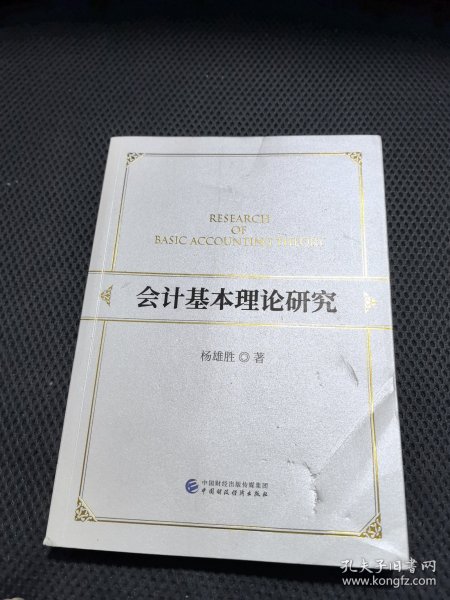 RESEARCH
OF
BASIC ACCOUNTING THEORY
会计基本理论研究
杨雄胜◎著
中国财经出版传媒集团
中国财政经济出版社
孔夫子旧书网
www.kongfz.com